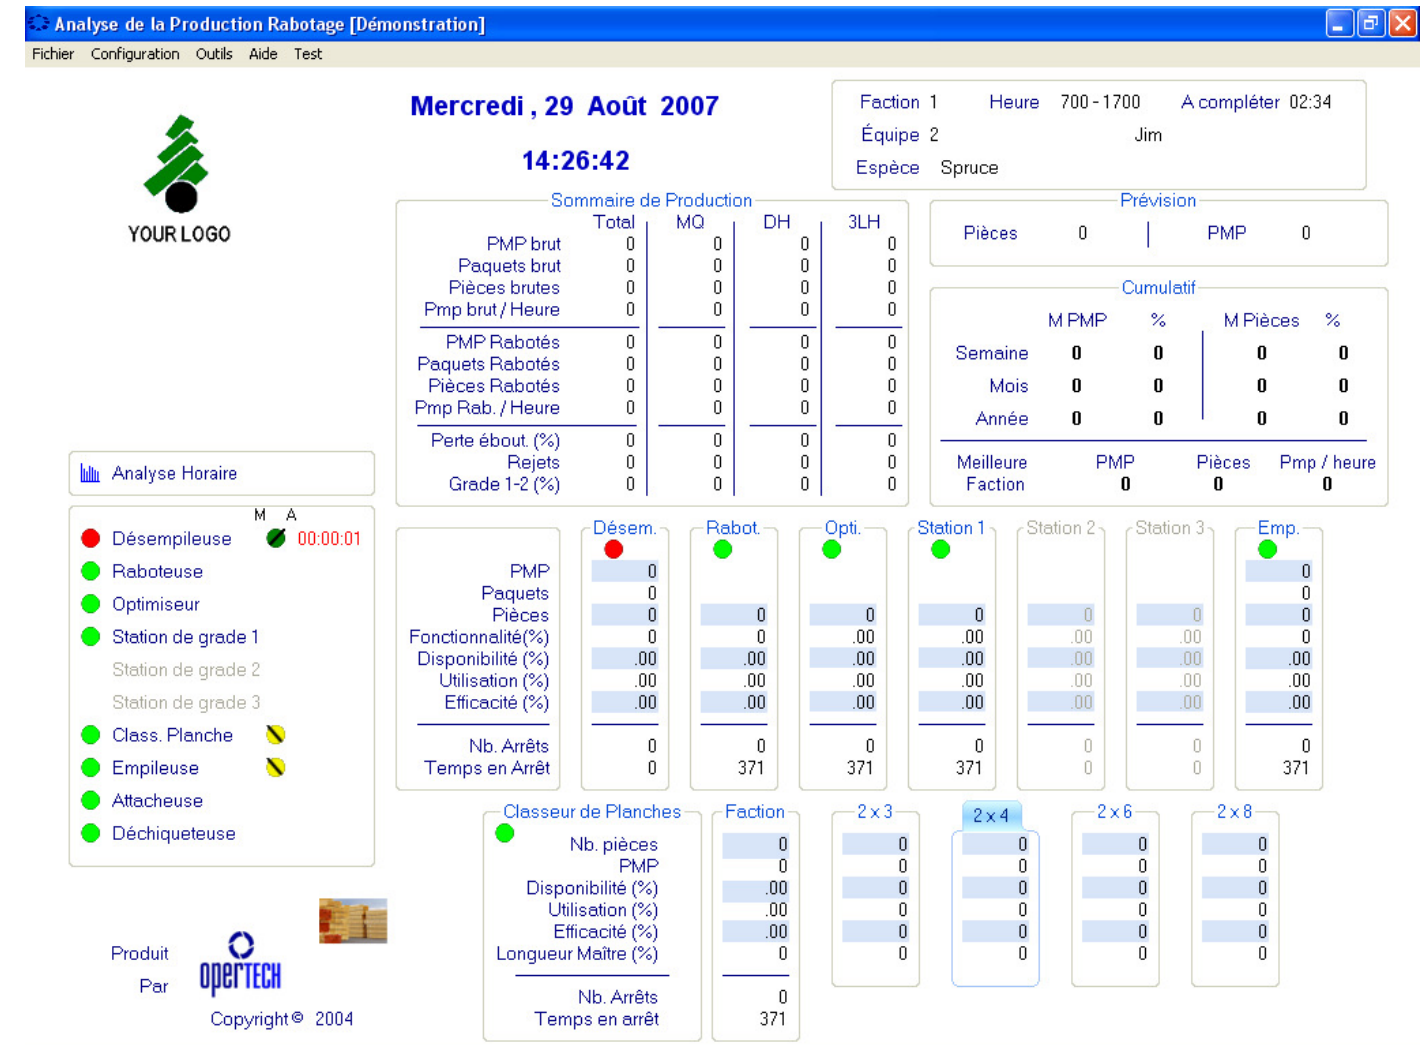 Analyse de la Production Rabotage [Démonstration]
Fichier Configuration Outils Aide Test
YOUR LOGO
Mercredi , 29 Août 2007
14:26:42
Faction 1 Heure 700 - 1700 A compléter 02:34
Équipe 2 Jim
Espèce Spruce
Sommaire de Production
Total MQ DH 3LH
PMP brut 0 0 0 0
Paquets brut 0 0 0 0
Pièces brutes 0 0 0 0
Pmp brut / Heure 0 0 0 0
PMP Rabotés 0 0 0 0
Paquets Rabotés 0 0 0 0
Pièces Rabotés 0 0 0 0
Pmp Rab. / Heure 0 0 0 0
Perte ébout. (%) 0 0 0 0
Rejets 0 0 0 0
Grade 1-2 (%) 0 0 0 0
Prévision
Pièces 0 PMP 0
Cumulatif
M PMP % M Pièces %
Semaine 0 0 0 0
Mois 0 0 0 0
Année 0 0 0 0
Meilleure PMP Pièces Pmp / heure
Faction 0 0 0
Analyse Horaire
M A
Désempileuse 00:00:01
Raboteuse
Optimiseur
Station de grade 1
Station de grade 2
Station de grade 3
Class. Planche
Empileuse
Attacheuse
Déchiqueteuse
Désem. Rabot. Opti. Station 1 Station 2 Station 3 Emp.
PMP 0 0
Paquets 0 0
Pièces 0 0 0 0 0 0 0
Fonctionnalité(%) 0 0 .00 .00 .00 .00 0
Disponibilité (%) .00 .00 .00 .00 .00 .00 .00
Utilisation (%) .00 .00 .00 .00 .00 .00 .00
Efficacité (%) .00 .00 .00 .00 .00 .00 .00
Nb. Arrêts 0 0 0 0 0 0 0
Temps en Arrêt 0 371 371 371 0 0 371
Classeur de Planches Faction 2 x 3 2 x 4 2 x 6 2 x 8
Nb. pièces 0 0 0 0 0
PMP 0 0 0 0 0
Disponibilité (%) .00 0 0 0 0
Utilisation (%) .00 0 0 0 0
Efficacité (%) .00 0 0 0 0
Longueur Maître (%) 0 0 0 0 0
Nb. Arrêts 0
Temps en arrêt 371
Produit
Par
OPERTECH
Copyright © 2004